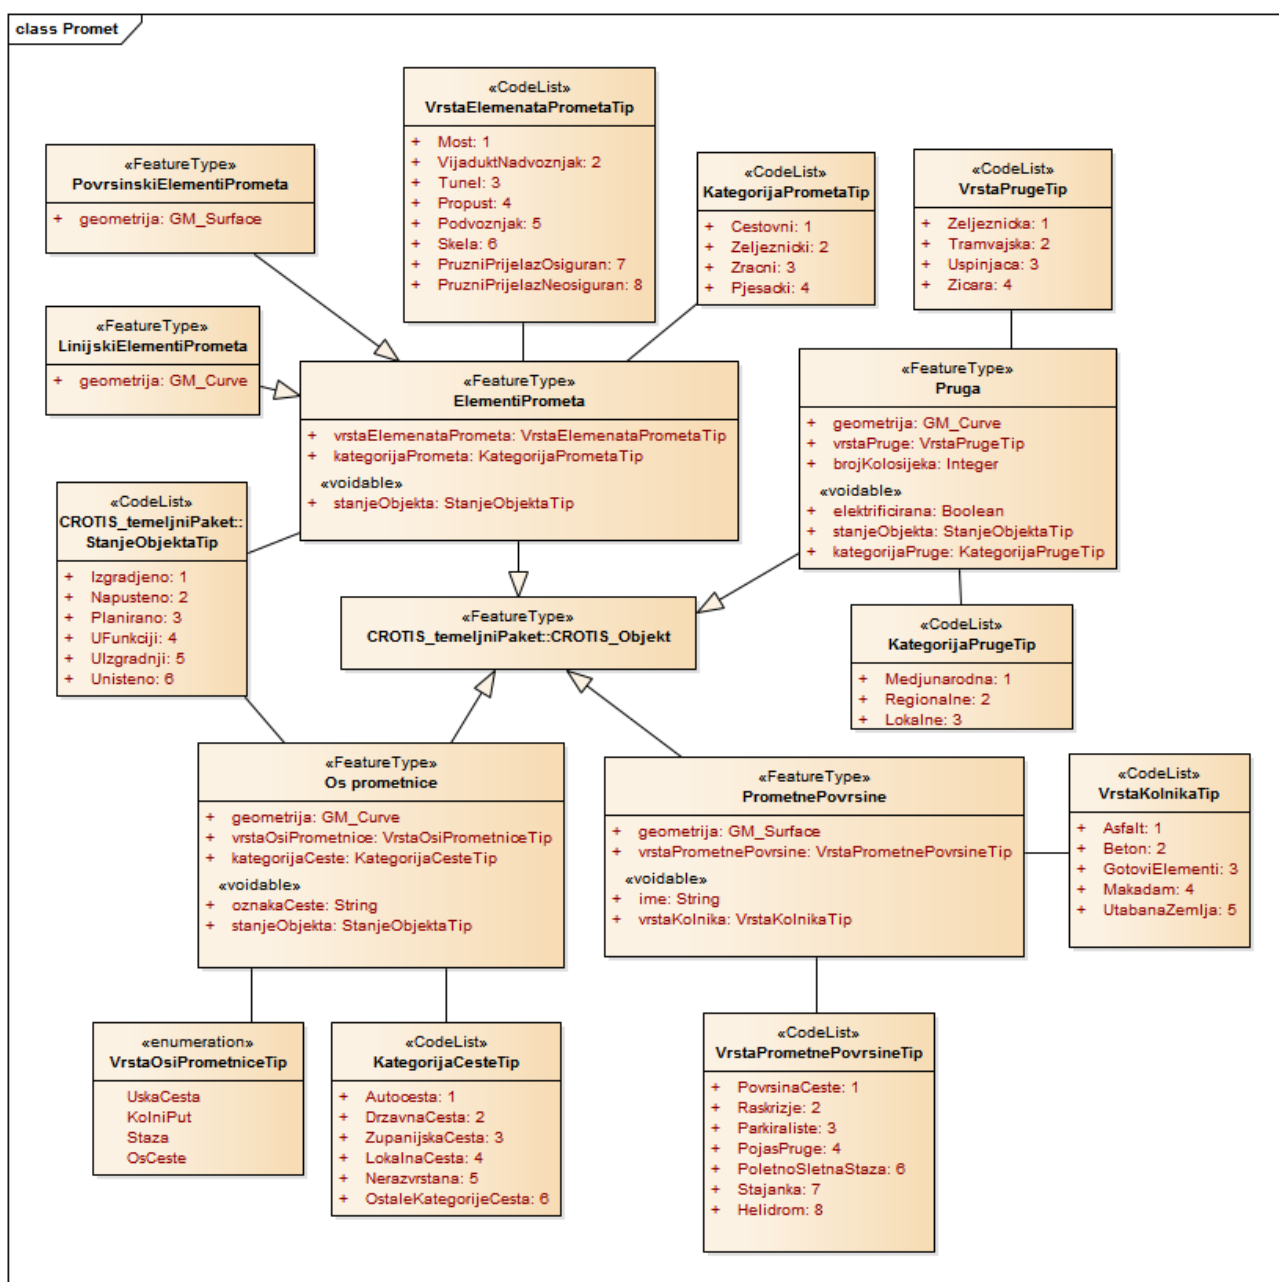 class Promet
«CodeList»
VrstaElemenataPrometaTip
+ Most: 1
+ VijaduktNadvoznjak: 2
+ Tunel: 3
+ Propust: 4
+ Podvoznjak: 5
+ Skela: 6
+ PruzniPrijelazOsiguran: 7
+ PruzniPrijelazNeosiguran: 8
«FeatureType»
PovrsinskiElementiPrometa
+ geometrija: GM_Surface
«CodeList»
KategorijaPrometaTip
+ Cestovni: 1
+ Zeljeznicki: 2
+ Zracni: 3
+ Pjesacki: 4
«CodeList»
VrstaPrugeTip
+ Zeljeznicka: 1
+ Tramvajska: 2
+ Uspinjaca: 3
+ Zicara: 4
«FeatureType»
LinijskiElementiPrometa
+ geometrija: GM_Curve
«FeatureType»
ElementiPrometa
+ vrstaElemenataPrometa: VrstaElemenataPrometaTip
+ kategorijaPrometa: KategorijaPrometaTip
«voidable»
+ stanjeObjekta: StanjeObjektaTip
«FeatureType»
Pruga
+ geometrija: GM_Curve
+ vrstaPruge: VrstaPrugeTip
+ brojKolosijeka: Integer
«voidable»
+ elektrificirana: Boolean
+ stanjeObjekta: StanjeObjektaTip
+ kategorijaPruge: KategorijaPrugeTip
«CodeList»
CROTIS_temeljniPaket::
StanjeObjektaTip
+ Izgradjeno: 1
+ Napusteno: 2
+ Planirano: 3
+ UFunkciji: 4
+ UIzgradnji: 5
+ Unisteno: 6
«FeatureType»
CROTIS_temeljniPaket::CROTIS_Objekt
«CodeList»
KategorijaPrugeTip
+ Medjunarodna: 1
+ Regionalne: 2
+ Lokalne: 3
«FeatureType»
Os prometnice
+ geometrija: GM_Curve
+ vrstaOsiPrometnice: VrstaOsiPrometniceTip
+ kategorijaCeste: KategorijaCesteTip
«voidable»
+ oznakaCeste: String
+ stanjeObjekta: StanjeObjektaTip
«FeatureType»
PrometnePovrsine
+ geometrija: GM_Surface
+ vrstaPrometnePovrsine: VrstaPrometnePovrsineTip
«voidable»
+ ime: String
+ vrstaKolnika: VrstaKolnikaTip
«CodeList»
VrstaKolnikaTip
+ Asfalt: 1
+ Beton: 2
+ GotoviElementi: 3
+ Makadam: 4
+ UtabanaZemlja: 5
«enumeration»
VrstaOsiPrometniceTip
UskaCesta
KolniPut
Staza
OsCeste
«CodeList»
KategorijaCesteTip
+ Autocesta: 1
+ DrzavnaCesta: 2
+ ZupanijskaCesta: 3
+ LokalnaCesta: 4
+ Nerazvrstana: 5
+ OstaleKategorijeCesta: 6
«CodeList»
VrstaPrometnePovrsineTip
+ PovrsinaCeste: 1
+ Raskrizje: 2
+ Parkiraliste: 3
+ PojasPruge: 4
+ PoletnoSletnaStaza: 6
+ Stajanka: 7
+ Helidrom: 8